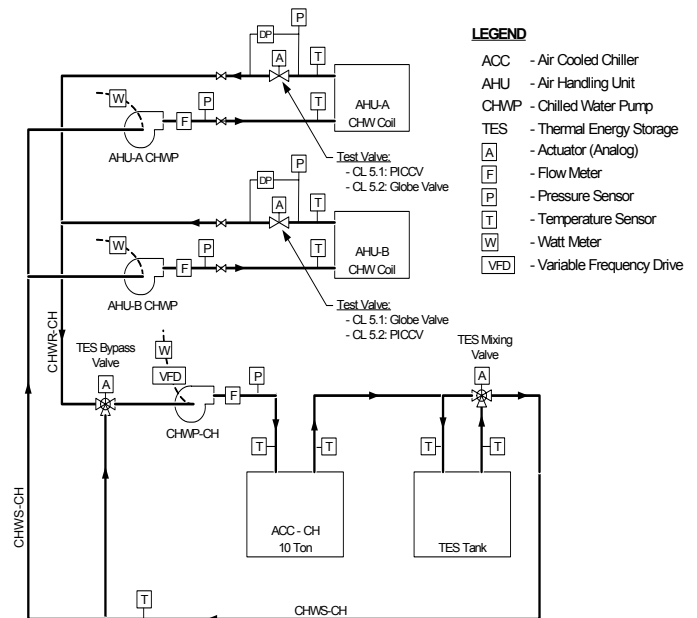 P
DP
A
T
AHU-A
CHW Coil
W
P
F
T
AHU-A CHWP
Test Valve:
- CL 5.1: PICCV
- CL 5.2: Globe Valve
P
DP
A
T
AHU-B
CHW Coil
W
P
F
T
AHU-B CHWP
Test Valve:
- CL 5.1: Globe Valve
- CL 5.2: PICCV
LEGEND
ACC - Air Cooled Chiller
AHU - Air Handling Unit
CHWP - Chilled Water Pump
TES - Thermal Energy Storage
A - Actuator (Analog)
F - Flow Meter
P - Pressure Sensor
T - Temperature Sensor
W - Watt Meter
VFD - Variable Frequency Drive
CHWR-CH
TES Bypass
Valve
A
W
VFD
CHWP-CH
F
P
TES Mixing
Valve
A
T
T
T
T
ACC - CH
10 Ton
TES Tank
CHWS-CH
T
CHWS-CH